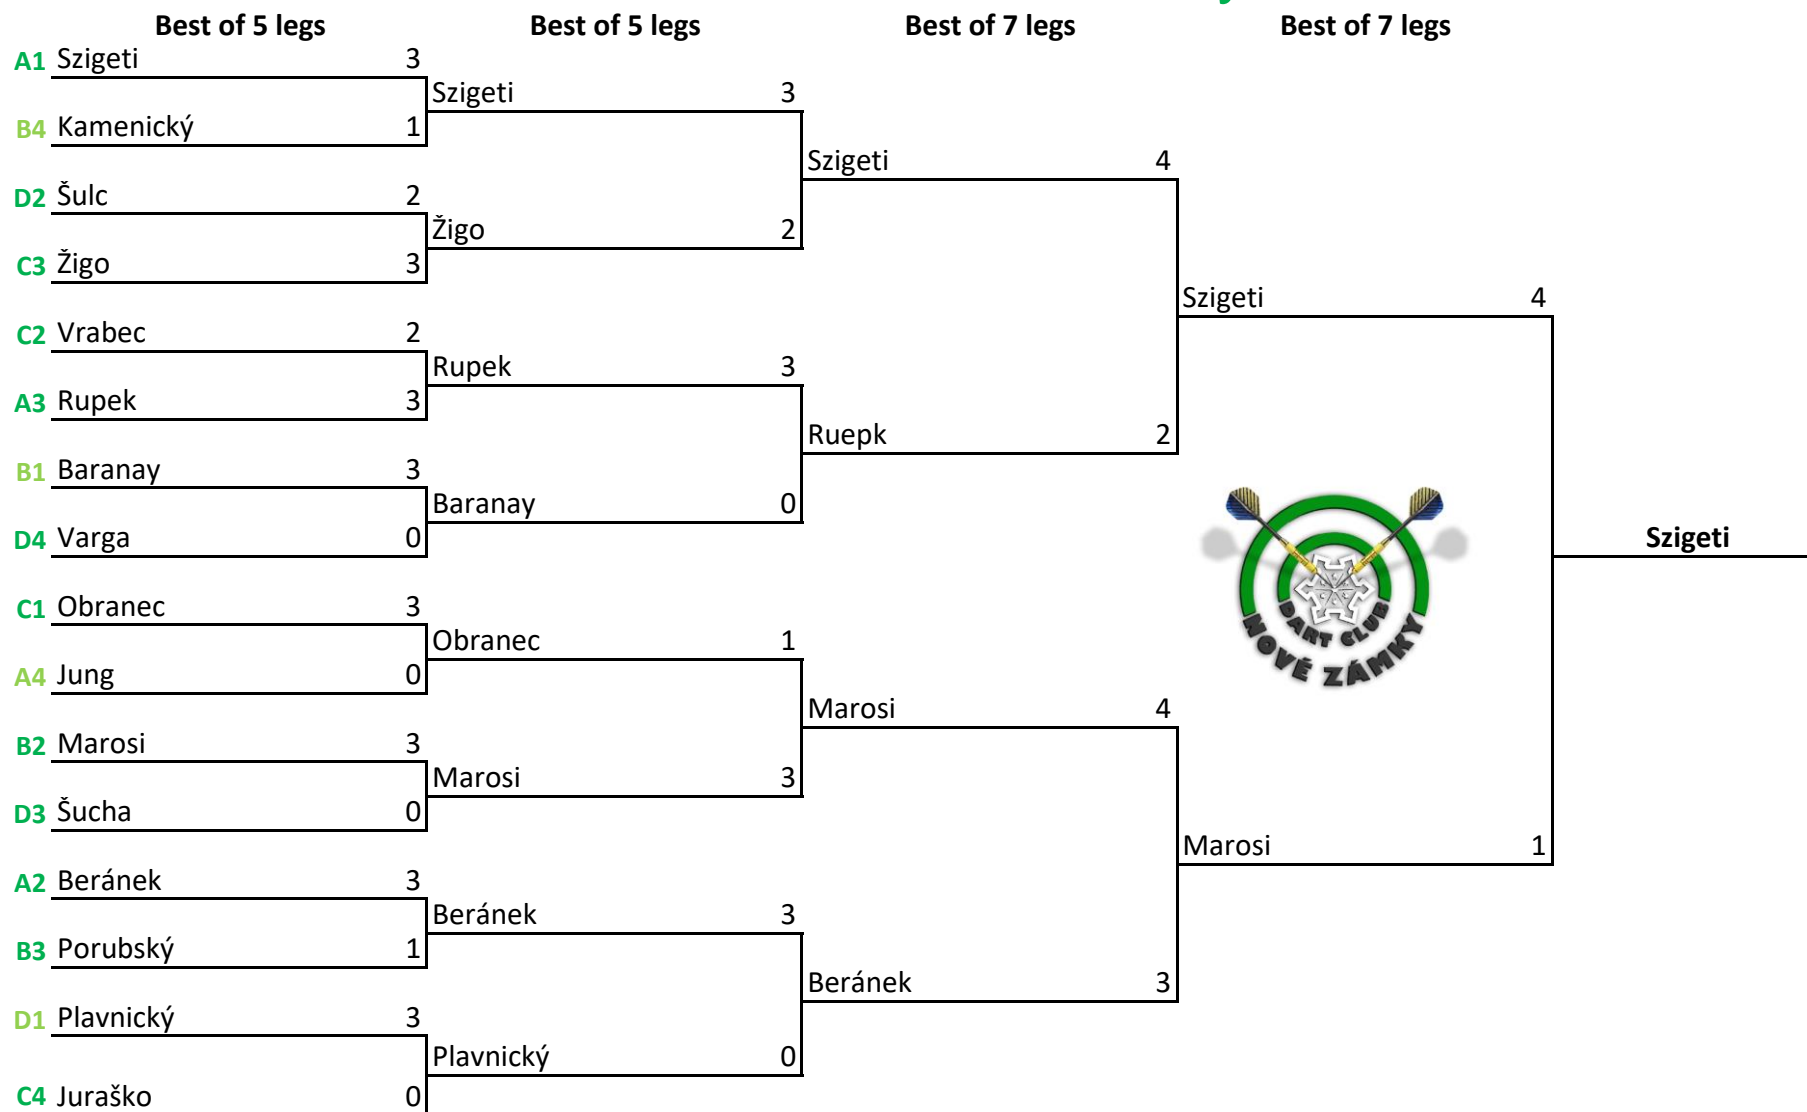 Best of 5 legs Best of 5 legs Best of 7 legs Best of 7 legs
A1 Szigeti 3
Szigeti 3
B4 Kamenický 1
Szigeti 4
D2 Šulc 2
Žigo 2
C3 Žigo 3
Szigeti 4
C2 Vrabec 2
Rupek 3
A3 Rupek 3
Ruepk 2
B1 Baranay 3
Baranay 0
D4 Varga 0
Szigeti
C1 Obranec 3
DART CLUB
NOVÉ ZÁMKY
Obranec 1
A4 Jung 0
Marosi 4
B2 Marosi 3
Marosi 3
D3 Šucha 0
Marosi 1
A2 Beránek 3
Beránek 3
B3 Porubský 1
Beránek 3
D1 Plavnický 3
Plavnický 0
C4 Juraško 0